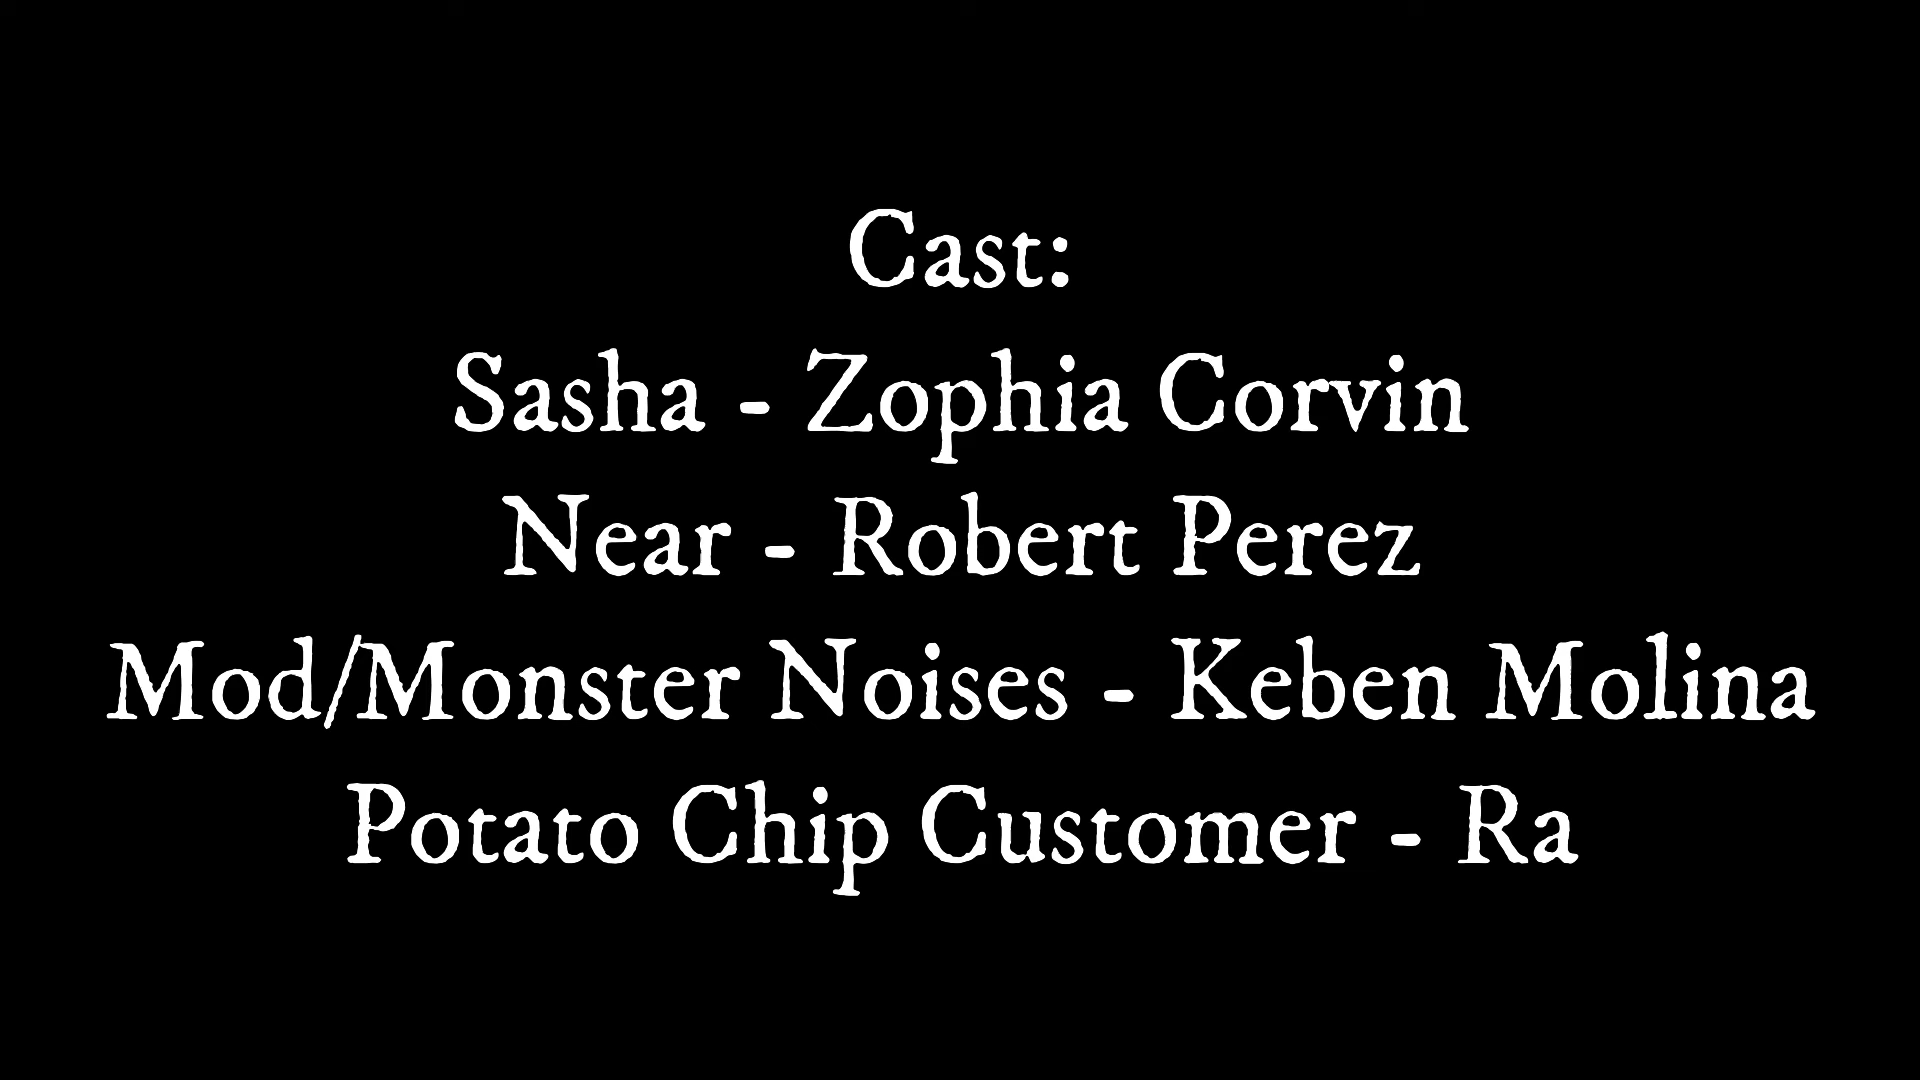 Cast:
Sasha - Zophia Corvin
Near - Robert Perez
Mod/Monster Noises - Keben Molina
Potato Chip Customer - Ra